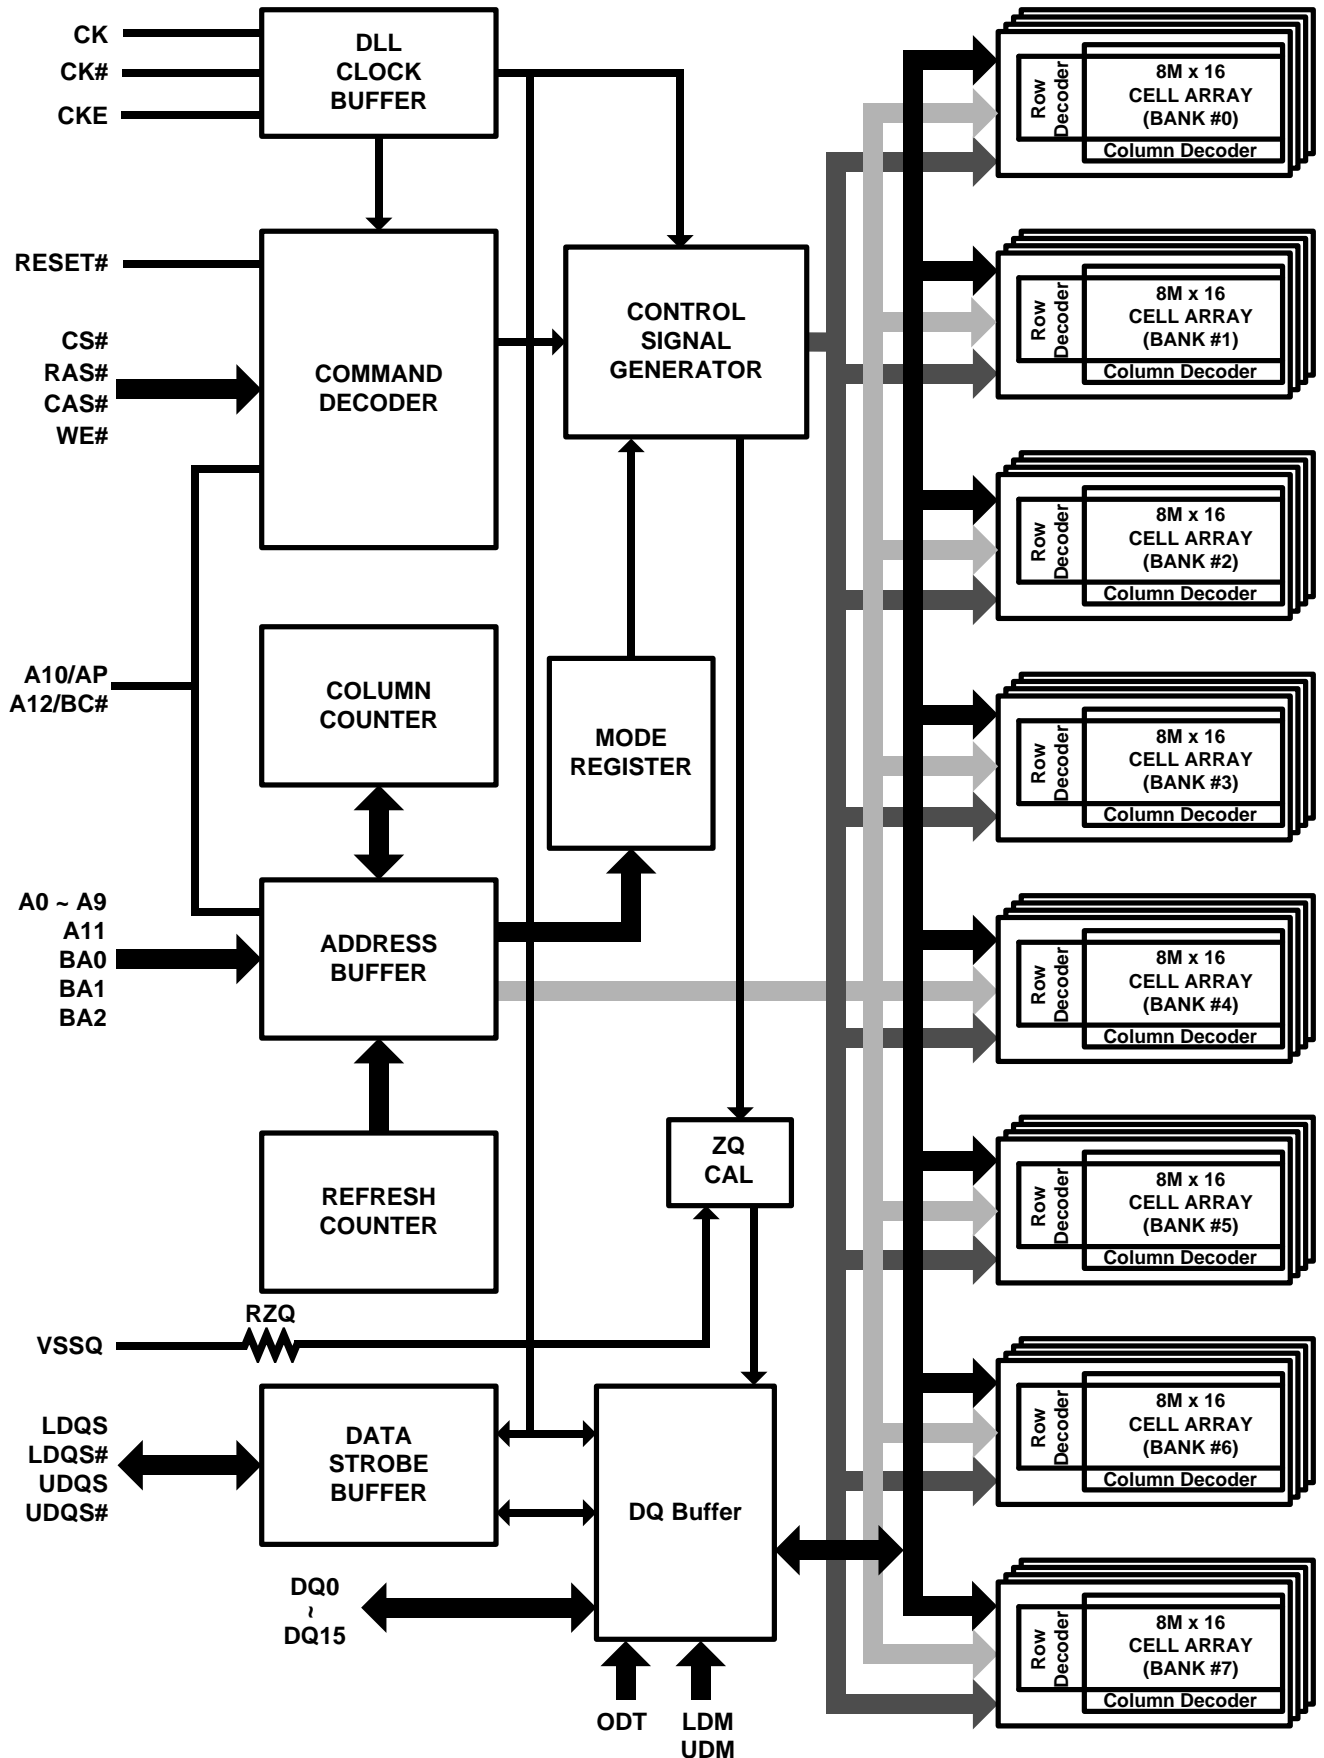 CK
CK#
CKE
DLL
CLOCK
BUFFER
RESET#
CS#
RAS#
CAS#
WE#
COMMAND
DECODER
CONTROL
SIGNAL
GENERATOR
A10/AP
A12/BC#
COLUMN
COUNTER
MODE
REGISTER
A0 ~ A9
A11
BA0
BA1
BA2
ADDRESS
BUFFER
REFRESH
COUNTER
ZQ
CAL
RZQ
VSSQ
LDQS
LDQS#
UDQS
UDQS#
DATA
STROBE
BUFFER
DQ Buffer
DQ0
~
DQ15
ODT
LDM
UDM
Row
Decoder
8M x 16
CELL ARRAY
(BANK #0)
Column Decoder
Row
Decoder
8M x 16
CELL ARRAY
(BANK #1)
Column Decoder
Row
Decoder
8M x 16
CELL ARRAY
(BANK #2)
Column Decoder
Row
Decoder
8M x 16
CELL ARRAY
(BANK #3)
Column Decoder
Row
Decoder
8M x 16
CELL ARRAY
(BANK #4)
Column Decoder
Row
Decoder
8M x 16
CELL ARRAY
(BANK #5)
Column Decoder
Row
Decoder
8M x 16
CELL ARRAY
(BANK #6)
Column Decoder
Row
Decoder
8M x 16
CELL ARRAY
(BANK #7)
Column Decoder